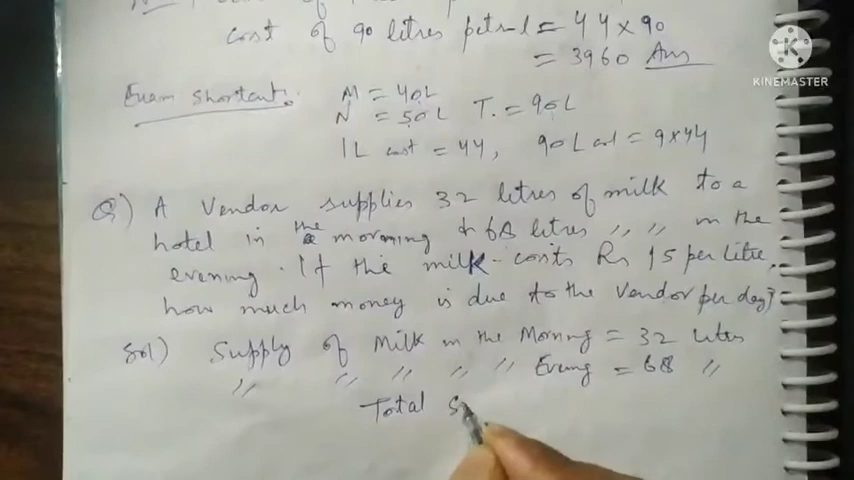 cost of 90 litres petrol = 44 x 90
= 3960 Ans
KINEMASTER
Exam Shortcut:
M = 40L
N = 50L T. = 90L
1L cost = 44, 90L cost = 9x44
Q) A Vendor supplies 32 litres of milk to a
hotel in the morning & 68 litres " " in the
evening. If the milk costs Rs 15 per litre,
how much money is due to the vendor per day?
Sol) Supply of Milk in the Morning = 32 litres
" " " " " Evening = 68 "
Total S